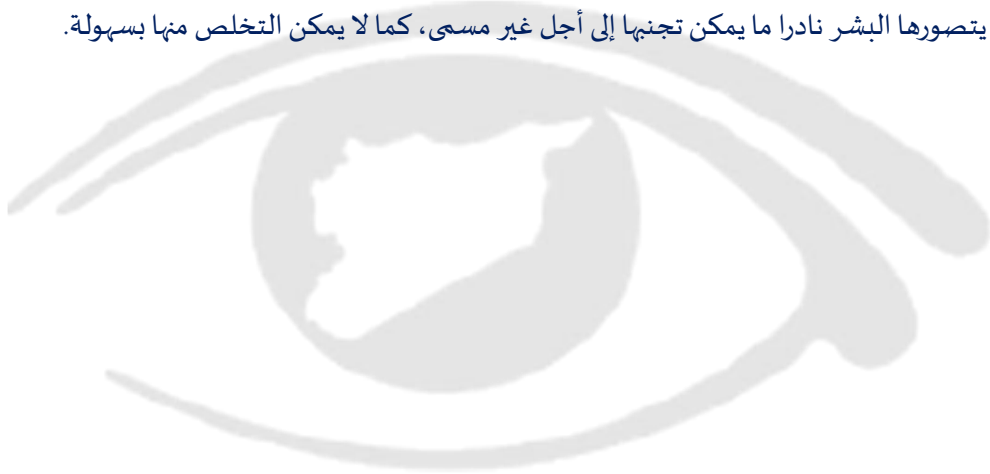 يتصورها البشر نادرا ما يمكن تجنبها إلى أجل غير مسمى، كما لا يمكن التخلص منها بسهولة.